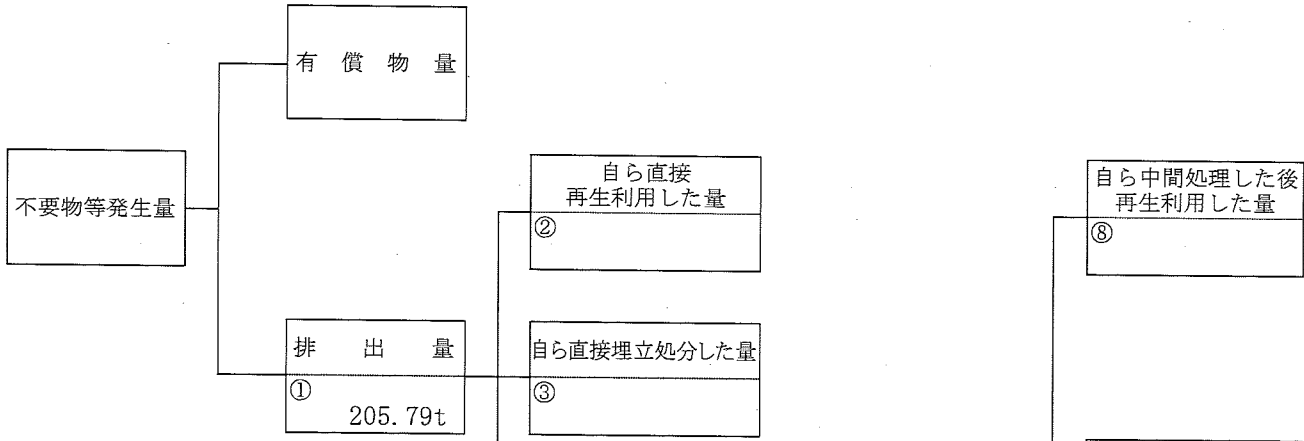 有償物量
不要物等発生量
自ら直接
再生利用した量
②
自ら中間処理した後
再生利用した量
⑧
排出量
①
205.79t
自ら直接埋立処分した量
③